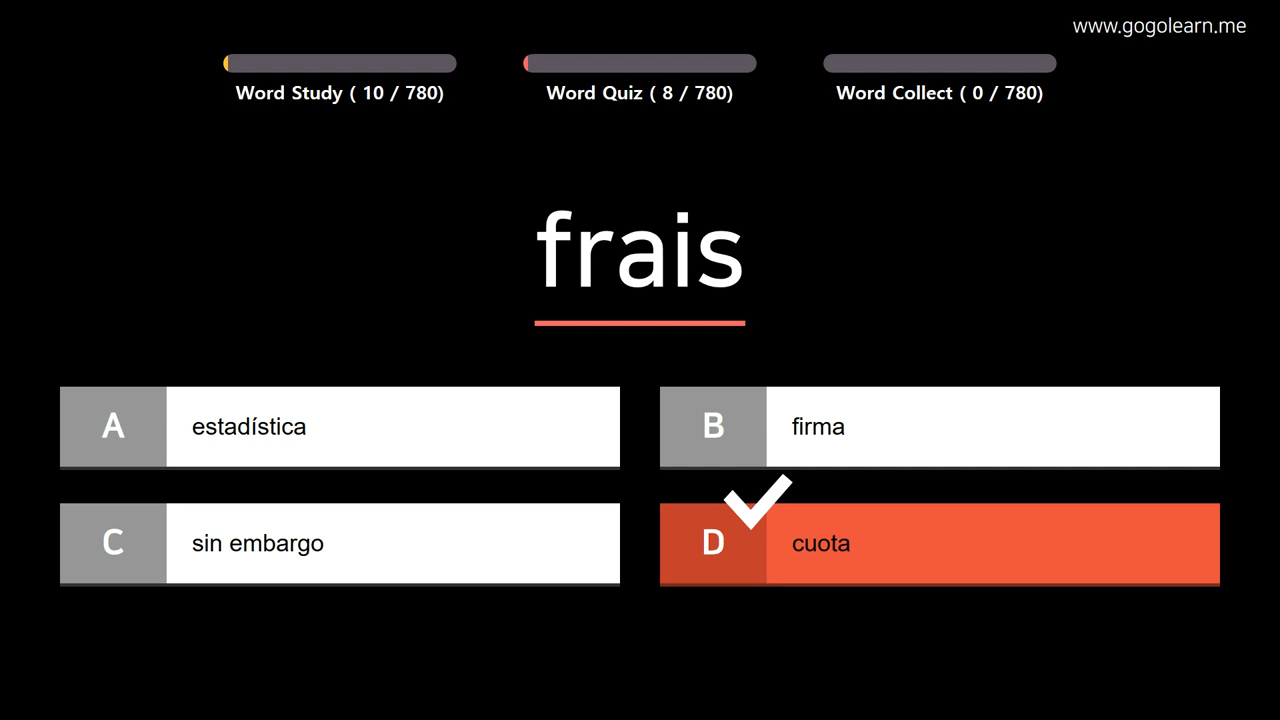 www.gogolearn.me
Word Study ( 10 / 780)
Word Quiz ( 8 / 780)
Word Collect ( 0 / 780)
frais
A estadística
B firma
C sin embargo
D cuota